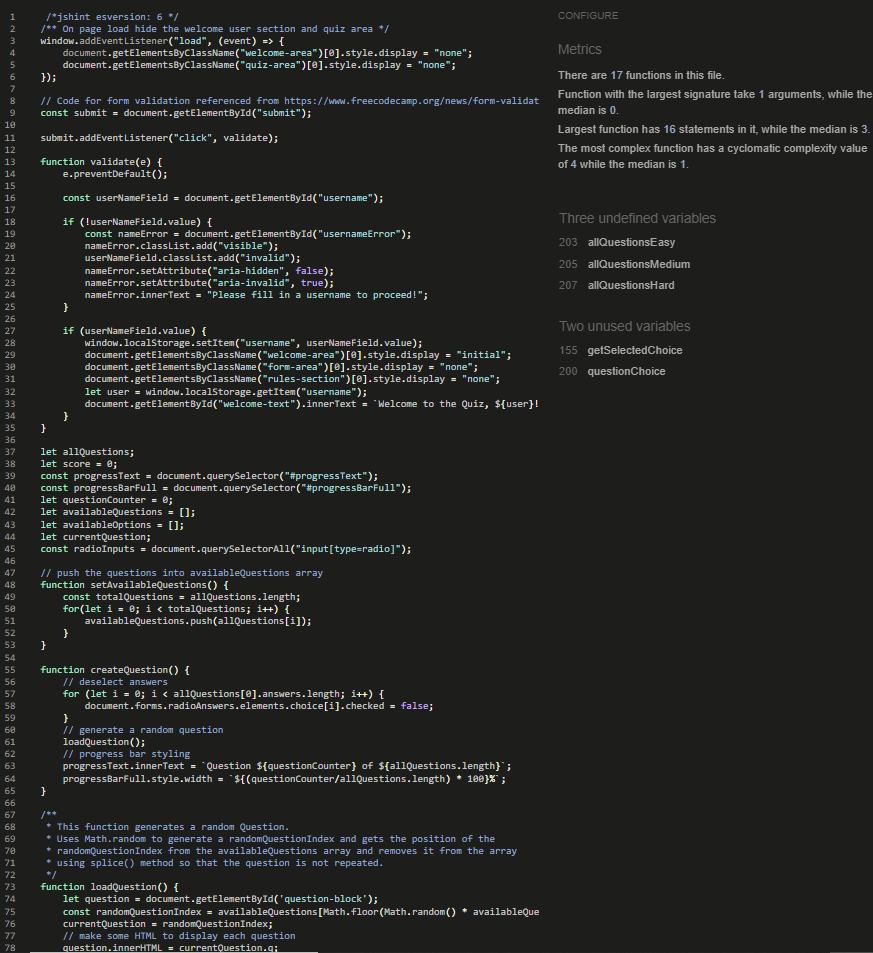 1 /*jshint esversion: 6 */
2 /** On page load hide the welcome user section and quiz area */
3 window.addEventListener("load", (event) => {
4 document.getElementsByClassName("welcome-area")[0].style.display = "none";
5 document.getElementsByClassName("quiz-area")[0].style.display = "none";
6 });
7
8 // Code for form validation referenced from https://www.freecodecamp.org/news/form-validat
9 const submit = document.getElementById("submit");
10
11 submit.addEventListener("click", validate);
12
13 function validate(e) {
14 e.preventDefault();
15
16 const userNameField = document.getElementById("username");
17
18 if (!userNameField.value) {
19 const nameError = document.getElementById("usernameError");
20 nameError.classList.add("visible");
21 userNameField.classList.add("invalid");
22 nameError.setAttribute("aria-hidden", false);
23 nameError.setAttribute("aria-invalid", true);
24 nameError.innerText = "Please fill in a username to proceed!";
25 }
26
27 if (userNameField.value) {
28 window.localStorage.setItem("username", userNameField.value);
29 document.getElementsByClassName("welcome-area")[0].style.display = "initial";
30 document.getElementsByClassName("form-area")[0].style.display = "none";
31 document.getElementsByClassName("rules-section")[0].style.display = "none";
32 let user = window.localStorage.getItem("username");
33 document.getElementById("welcome-text").innerText = `Welcome to the Quiz, ${user}!
34 }
35 }
36
37 let allQuestions;
38 let score = 0;
39 const progressText = document.querySelector("#progressText");
40 const progressBarFull = document.querySelector("#progressBarFull");
41 let questionCounter = 0;
42 let availableQuestions = [];
43 let availableOptions = [];
44 let currentQuestion;
45 const radioInputs = document.querySelectorAll("input[type=radio]");
46
47 // push the questions into availableQuestions array
48 function setAvailableQuestions() {
49 const totalQuestions = allQuestions.length;
50 for(let i = 0; i < totalQuestions; i++) {
51 availableQuestions.push(allQuestions[i]);
52 }
53 }
54
55 function createQuestion() {
56 // deselect answers
57 for (let i = 0; i < allQuestions[0].answers.length; i++) {
58 document.forms.radioAnswers.elements.choice[i].checked = false;
59 }
60 // generate a random question
61 loadQuestion();
62 // progress bar styling
63 progressText.innerText = `Question ${questionCounter} of ${allQuestions.length}`;
64 progressBarFull.style.width = `${(questionCounter/allQuestions.length) * 100}%`;
65 }
66
67 /**
68 * This function generates a random Question.
69 * Uses Math.random to generate a randomQuestionIndex and gets the position of the
70 * randomQuestionIndex from the availableQuestions array and removes it from the array
71 * using splice() method so that the question is not repeated.
72 */
73 function loadQuestion() {
74 let question = document.getElementById('question-block');
75 const randomQuestionIndex = availableQuestions[Math.floor(Math.random() * availableQue
76 currentQuestion = randomQuestionIndex;
77 // make some HTML to display each question
78 question.innerHTML = currentQuestion.q;
CONFIGURE
Metrics
There are 17 functions in this file.
Function with the largest signature take 1 arguments, while the
median is 0.
Largest function has 16 statements in it, while the median is 3.
The most complex function has a cyclomatic complexity value
of 4 while the median is 1.
Three undefined variables
203 allQuestionsEasy
205 allQuestionsMedium
207 allQuestionsHard
Two unused variables
155 getSelectedChoice
200 questionChoice